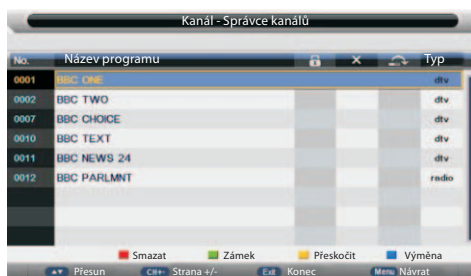 Kanál - Správce kanálů
No. Název programu Typ
0001 BBC ONE dtv
0002 BBC TWO dtv
0007 BBC CHOICE dtv
0010 BBC TEXT dtv
0011 BBC NEWS 24 dtv
0012 BBC PARLMNT radio
Smazat Zámek Přeskočit Výměna
Přesun CH+- Strana +/- Exit Konec Menu Návrat